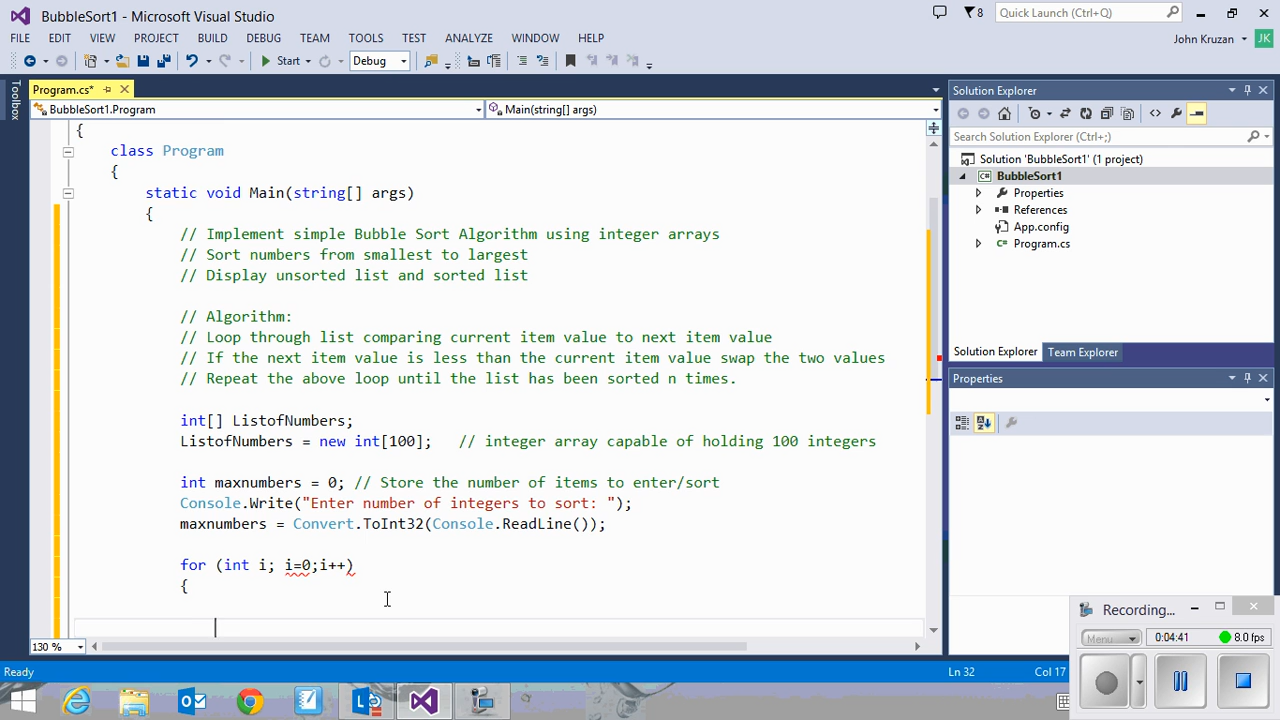 BubbleSort1 - Microsoft Visual Studio
8
Quick Launch (Ctrl+Q)
FILE EDIT VIEW PROJECT BUILD DEBUG TEAM TOOLS TEST ANALYZE WINDOW HELP
John Kruzan
JK
Start
Debug
Toolbox
Program.cs*
BubbleSort1.Program
Main(string[] args)
{
class Program
{
static void Main(string[] args)
{
// Implement simple Bubble Sort Algorithm using integer arrays
// Sort numbers from smallest to largest
// Display unsorted list and sorted list
// Algorithm:
// Loop through list comparing current item value to next item value
// If the next item value is less than the current item value swap the two values
// Repeat the above loop until the list has been sorted n times.
int[] ListofNumbers;
ListofNumbers = new int[100];   // integer array capable of holding 100 integers
int maxnumbers = 0; // Store the number of items to enter/sort
Console.Write("Enter number of integers to sort: ");
maxnumbers = Convert.ToInt32(Console.ReadLine());
for (int i; i=0;i++)
{
130 %
Solution Explorer
Search Solution Explorer (Ctrl+;)
Solution 'BubbleSort1' (1 project)
BubbleSort1
Properties
References
App.config
Program.cs
Solution Explorer
Team Explorer
Properties
Recording...
Menu
0:04:41
8.0 fps
Ready
Ln 32
Col 17